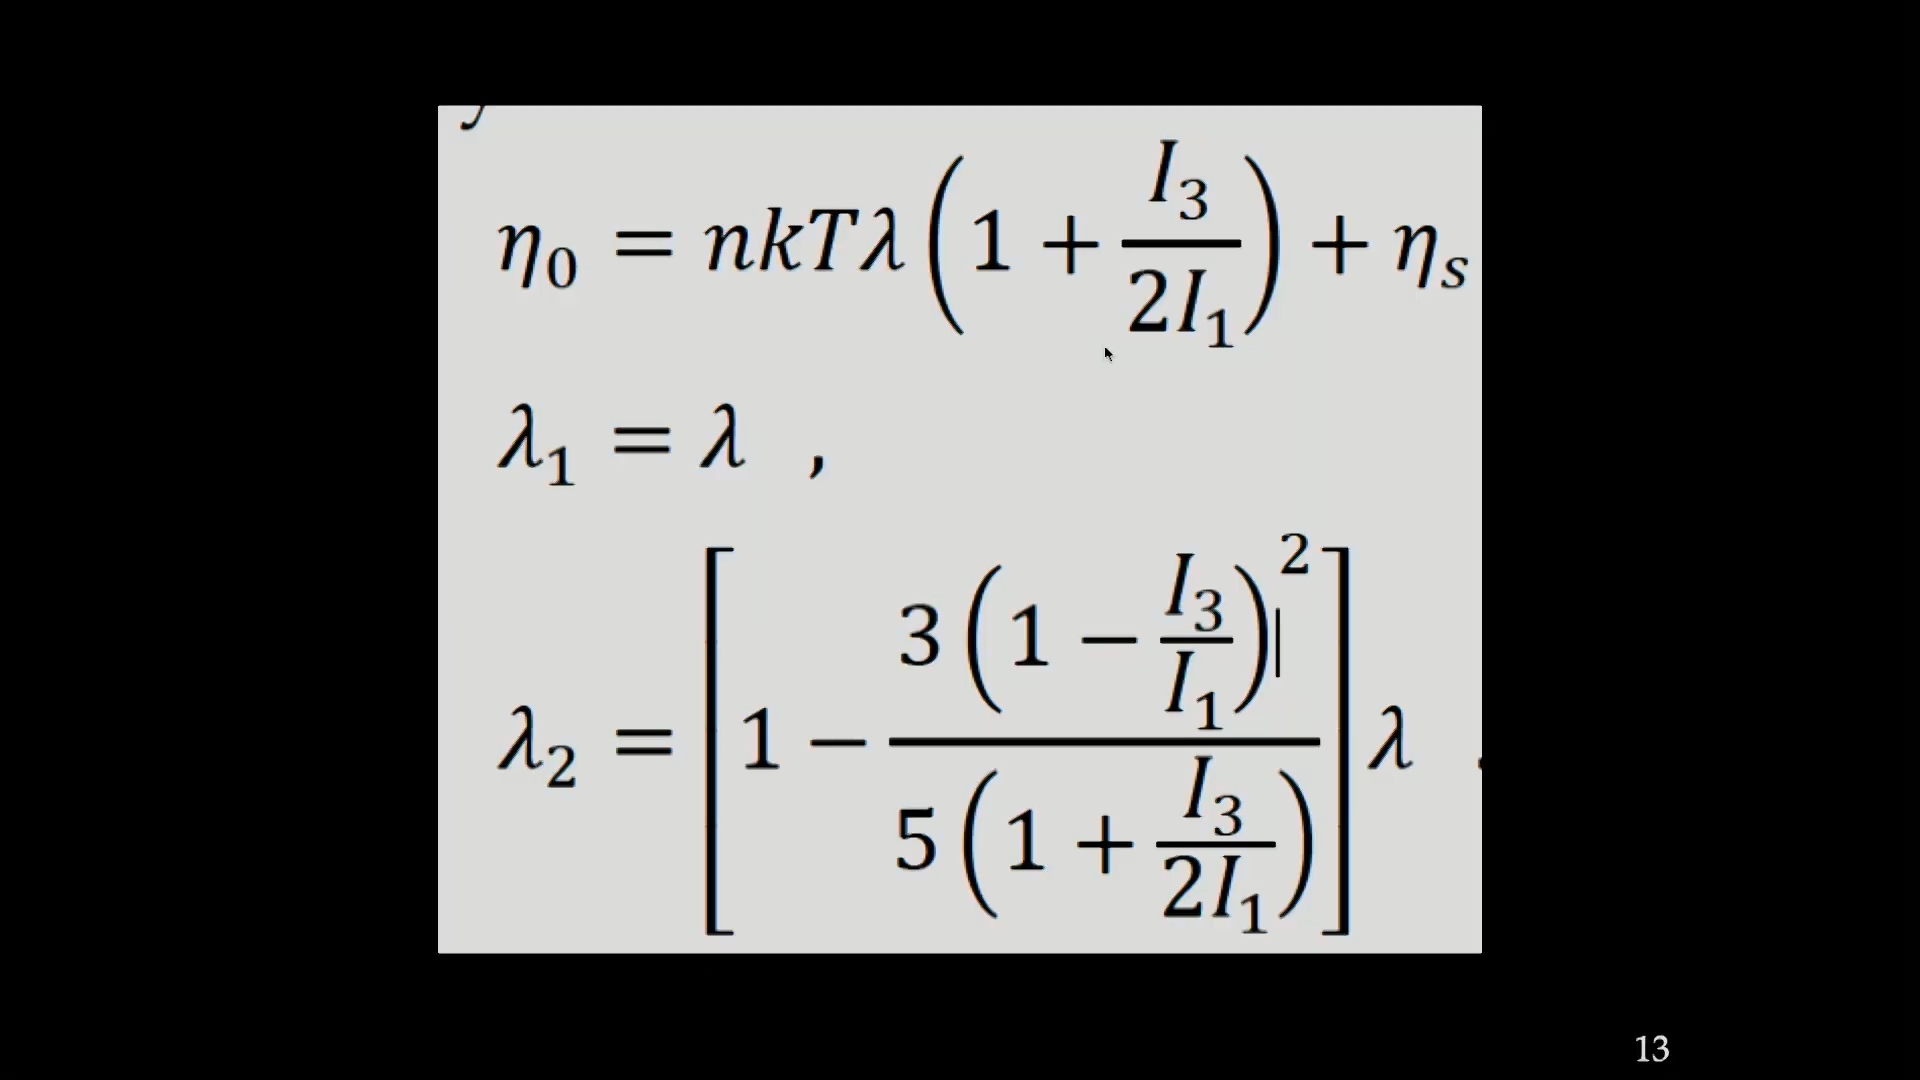 η₀ = nkTλ (1 + I₃/2I₁) + ηₛ
λ₁ = λ ,
λ₂ = [1 − 3(1 − I₃/I₁)²/5(1 + I₃/2I₁)] λ
13